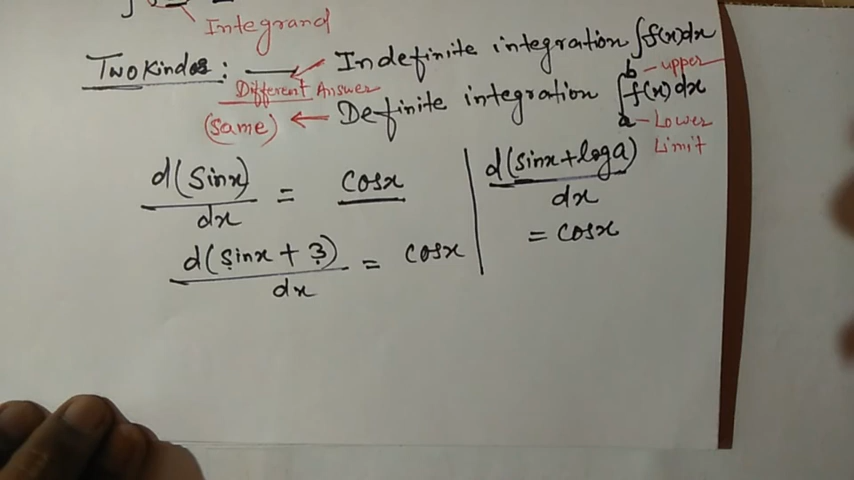 ∫
Integrand
Two Kinds : → Indefinite integration ∫f(x)dx
Different Answer
b - upper
(same) ← Definite integration ∫f(x)dx
a - Lower
Limit
d(sinx)/dx = cosx
d(sinx+loga)/dx
= cosx
d(sinx + 3)/dx = cosx